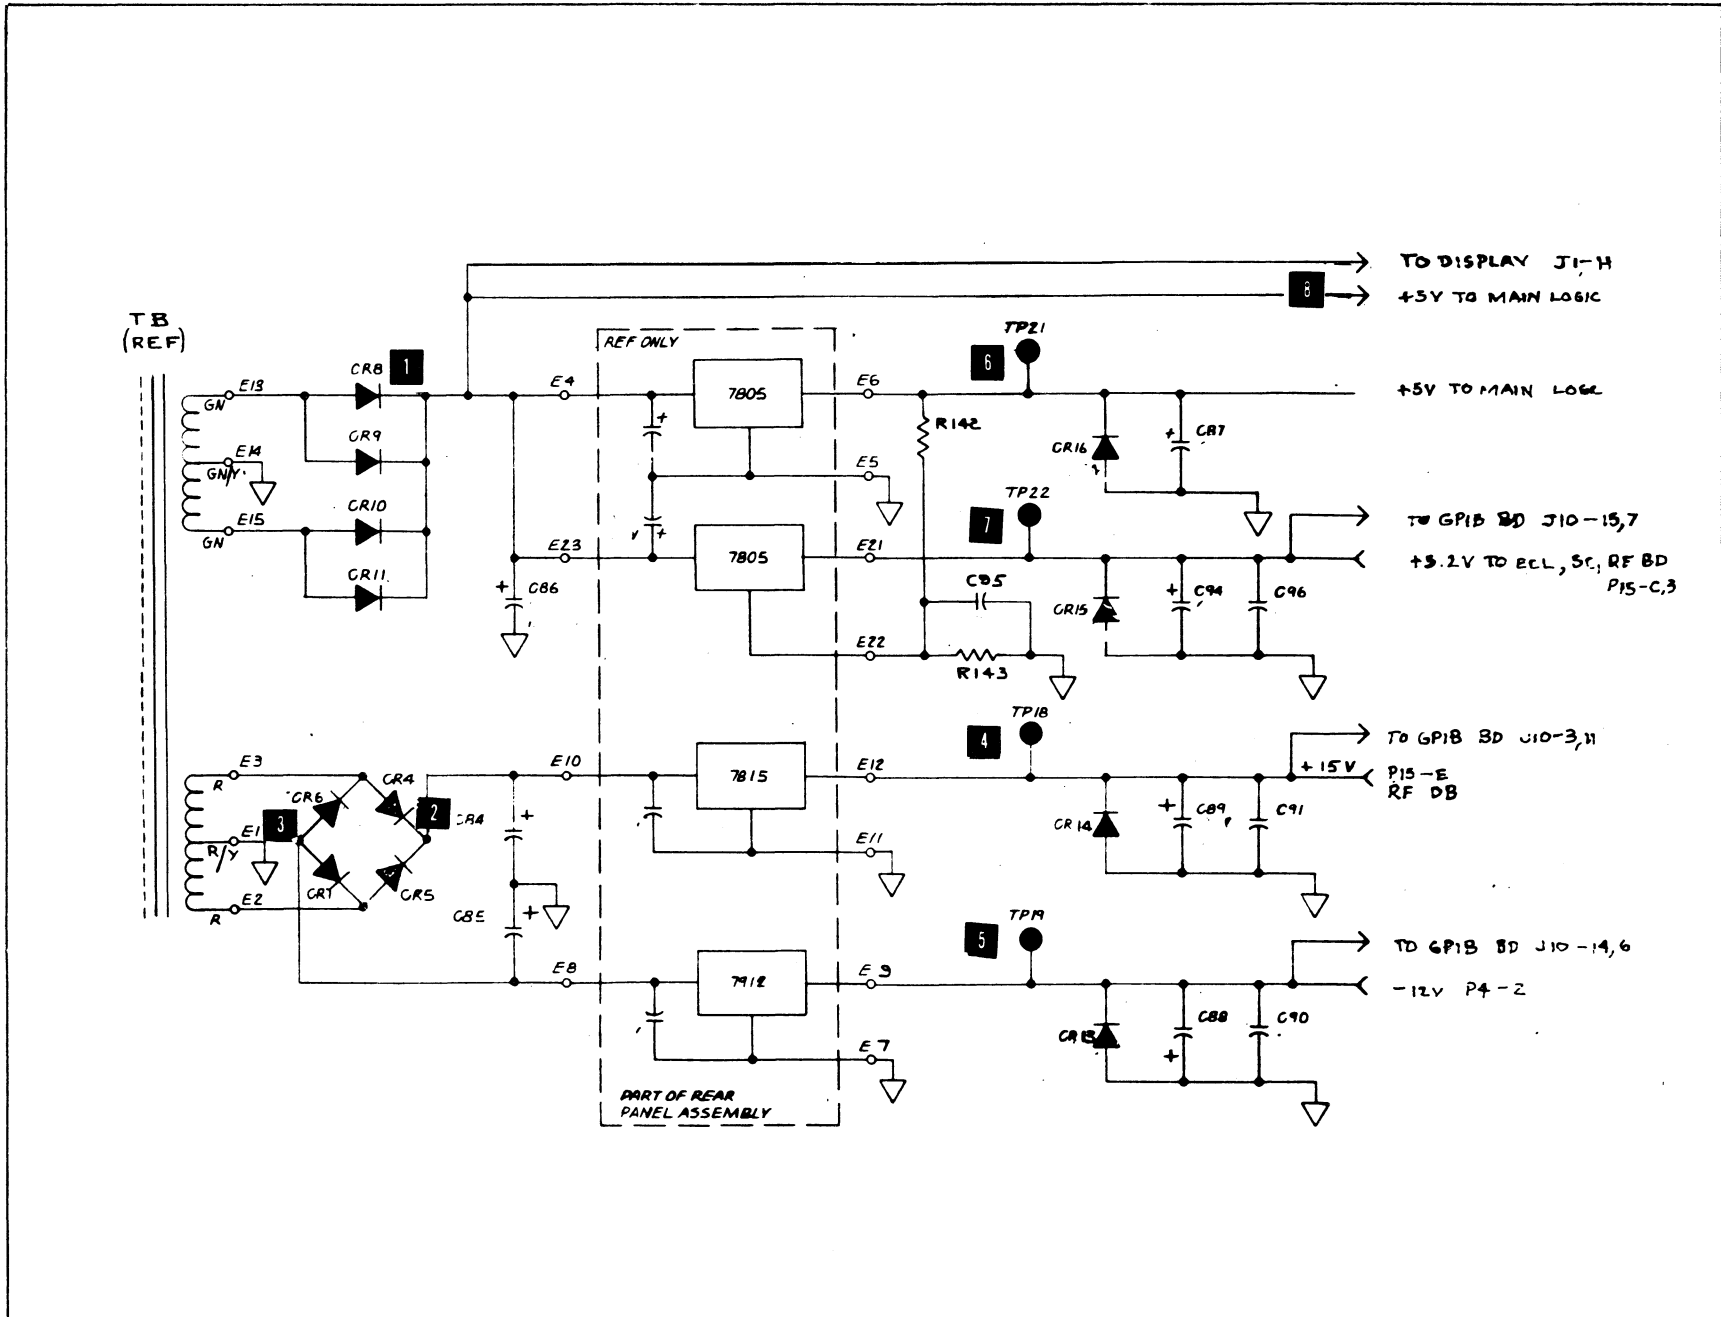 TO DISPLAY J1-H
8
+5V TO MAIN LOGIC
TB
(REF)
REF ONLY
TP21
6
1
CR8
E13
GN
E4
7805
E6
+5V TO MAIN LOGIC
R142
CR9
E14
GN/Y
+
CR16
+
C87
E5
CR10
E15
GN
TP22
7
TO GPIB BD J10-15,7
+
E23
7805
E21
+5.2V TO ECL, SC, RF BD
P15-C,3
CR11
+
C86
C95
CR15
+
C94
C96
E22
R143
TP18
4
TO GPIB BD J10-3,11
E3
R
E10
7815
E12
+15V
P15-E
RF DB
CR6
CR4
3
2
C84
+
CR14
+
C89
C91
E1
R/Y
E11
CR7
CR5
E2
R
C85
+
TP19
5
TO GPIB BD J10-14,6
E8
7912
E9
-12V P4-2
CR13
C88
+
C90
E7
PART OF REAR
PANEL ASSEMBLY